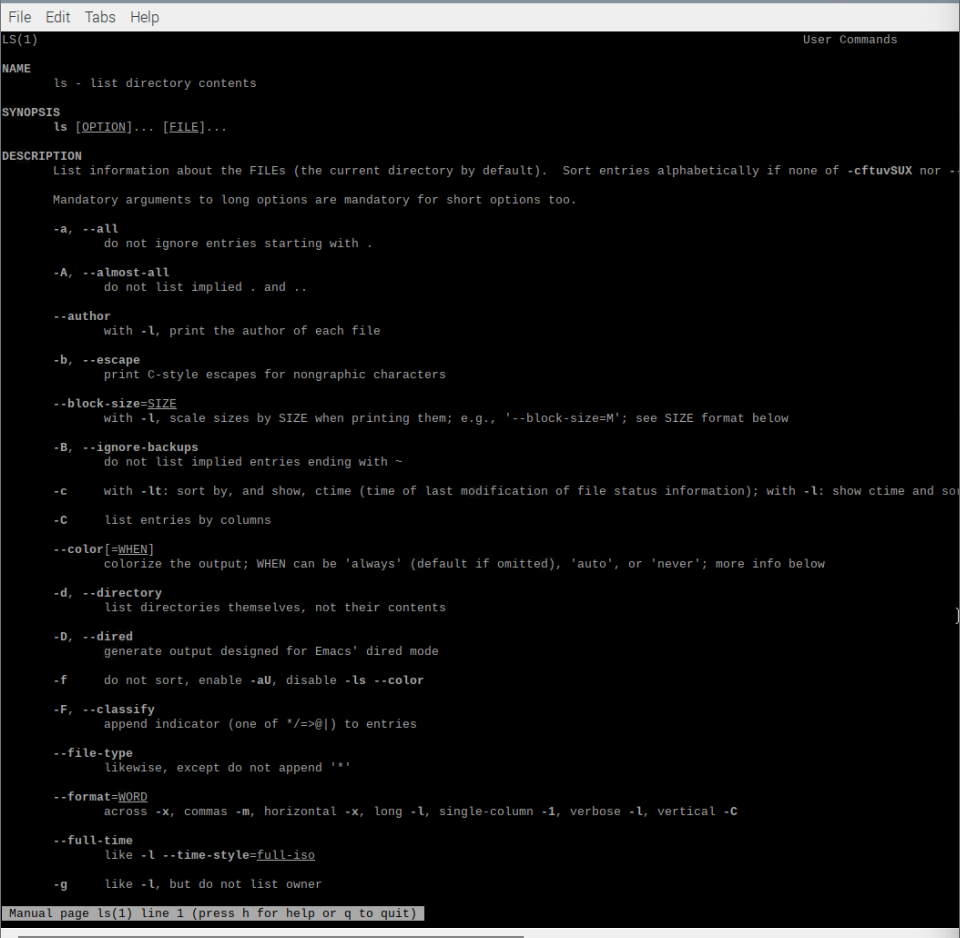 File Edit Tabs Help
LS(1) User Commands
NAME
ls - list directory contents
SYNOPSIS
ls [OPTION]... [FILE]...
DESCRIPTION
List information about the FILEs (the current directory by default). Sort entries alphabetically if none of -cftuvSUX nor --
Mandatory arguments to long options are mandatory for short options too.
-a, --all
do not ignore entries starting with .
-A, --almost-all
do not list implied . and ..
--author
with -l, print the author of each file
-b, --escape
print C-style escapes for nongraphic characters
--block-size=SIZE
with -l, scale sizes by SIZE when printing them; e.g., '--block-size=M'; see SIZE format below
-B, --ignore-backups
do not list implied entries ending with ~
-c with -lt: sort by, and show, ctime (time of last modification of file status information); with -l: show ctime and
-C list entries by columns
--color[=WHEN]
colorize the output; WHEN can be 'always' (default if omitted), 'auto', or 'never'; more info below
-d, --directory
list directories themselves, not their contents
-D, --dired
generate output designed for Emacs' dired mode
-f do not sort, enable -aU, disable -ls --color
-F, --classify
append indicator (one of */=>@|) to entries
--file-type
likewise, except do not append '*'
--format=WORD
across -x, commas -m, horizontal -x, long -l, single-column -1, verbose -l, vertical -C
--full-time
like -l --time-style=full-iso
-g like -l, but do not list owner
Manual page ls(1) line 1 (press h for help or q to quit)